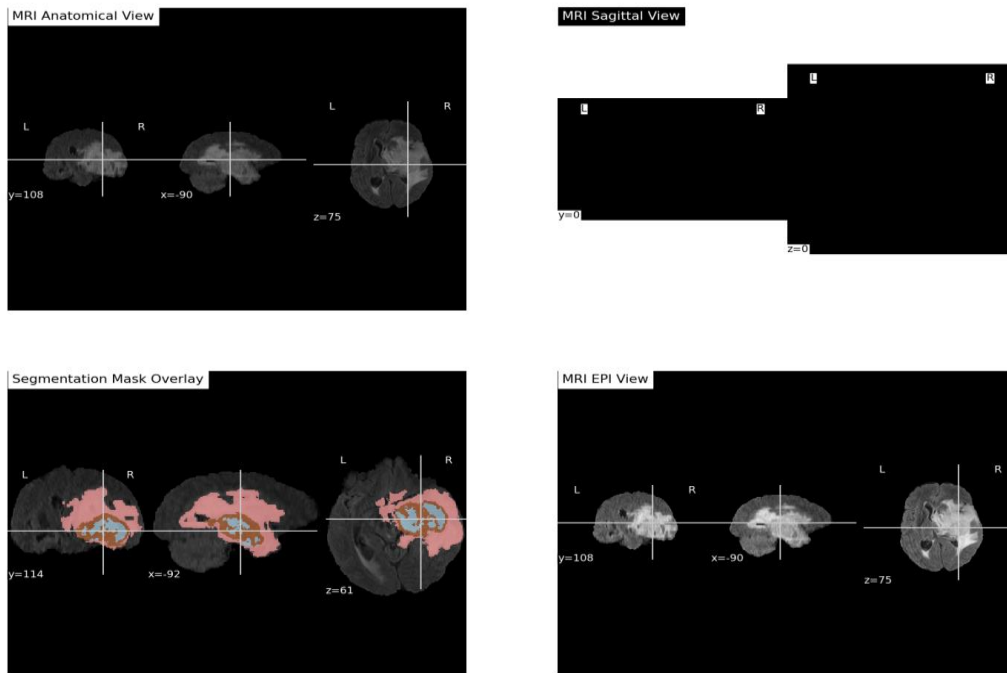 MRI Anatomical View
L R L R
y=108 x=-90 z=75
MRI Sagittal View
L R L R
y=0 z=0
Segmentation Mask Overlay
L R L R
y=114 x=-92 z=61
MRI EPI View
L R L R
y=108 x=-90 z=75